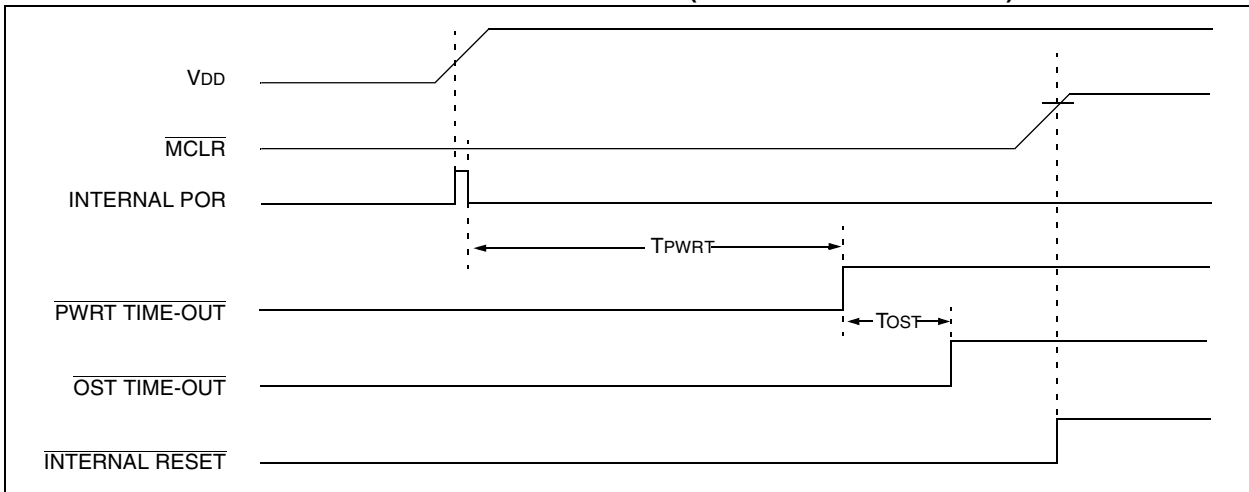 VDD
MCLR
INTERNAL POR
TPWRT
PWRT TIME-OUT
TOST
OST TIME-OUT
INTERNAL RESET